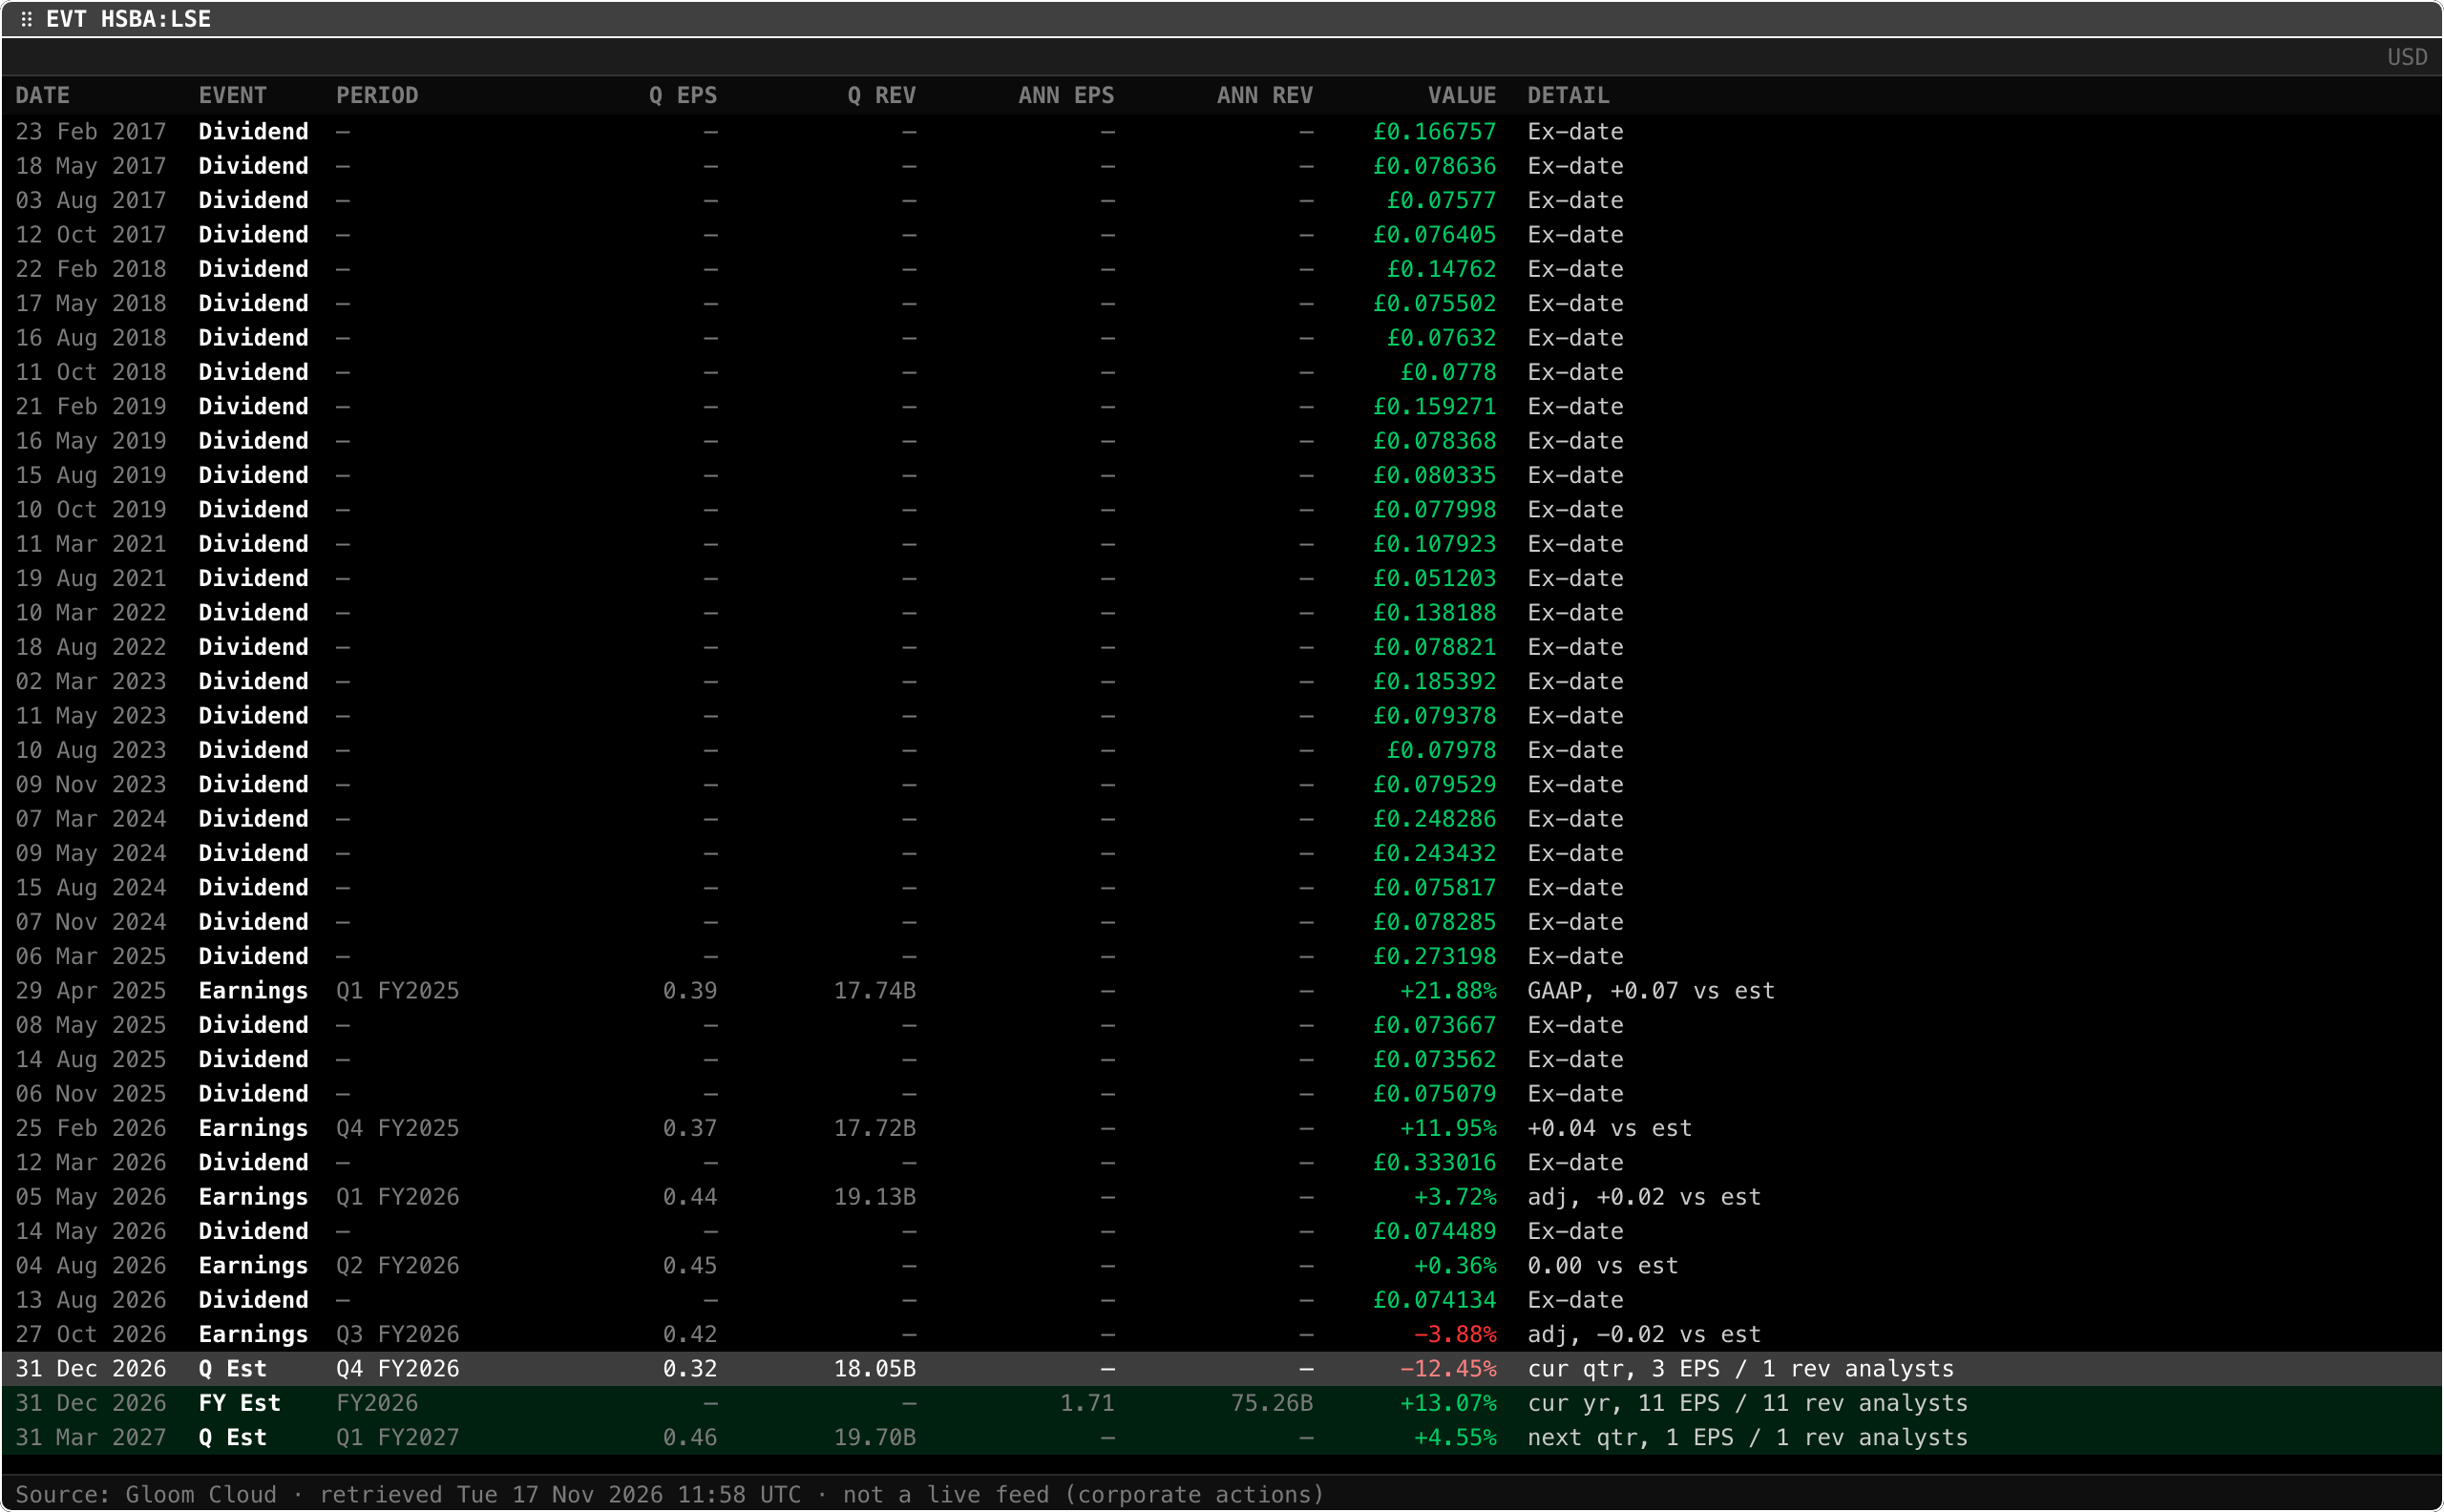 ⠿ EVT HSBA:LSE
USD
DATE EVENT PERIOD Q EPS Q REV ANN EPS ANN REV VALUE DETAIL
23 Feb 2017 Dividend — — — — — £0.166757 Ex-date
18 May 2017 Dividend — — — — — £0.078636 Ex-date
03 Aug 2017 Dividend — — — — — £0.07577 Ex-date
12 Oct 2017 Dividend — — — — — £0.076405 Ex-date
22 Feb 2018 Dividend — — — — — £0.14762 Ex-date
17 May 2018 Dividend — — — — — £0.075502 Ex-date
16 Aug 2018 Dividend — — — — — £0.07632 Ex-date
11 Oct 2018 Dividend — — — — — £0.0778 Ex-date
21 Feb 2019 Dividend — — — — — £0.159271 Ex-date
16 May 2019 Dividend — — — — — £0.078368 Ex-date
15 Aug 2019 Dividend — — — — — £0.080335 Ex-date
10 Oct 2019 Dividend — — — — — £0.077998 Ex-date
11 Mar 2021 Dividend — — — — — £0.107923 Ex-date
19 Aug 2021 Dividend — — — — — £0.051203 Ex-date
10 Mar 2022 Dividend — — — — — £0.138188 Ex-date
18 Aug 2022 Dividend — — — — — £0.078821 Ex-date
02 Mar 2023 Dividend — — — — — £0.185392 Ex-date
11 May 2023 Dividend — — — — — £0.079378 Ex-date
10 Aug 2023 Dividend — — — — — £0.07978 Ex-date
09 Nov 2023 Dividend — — — — — £0.079529 Ex-date
07 Mar 2024 Dividend — — — — — £0.248286 Ex-date
09 May 2024 Dividend — — — — — £0.243432 Ex-date
15 Aug 2024 Dividend — — — — — £0.075817 Ex-date
07 Nov 2024 Dividend — — — — — £0.078285 Ex-date
06 Mar 2025 Dividend — — — — — £0.273198 Ex-date
29 Apr 2025 Earnings Q1 FY2025 0.39 17.74B — — +21.88% GAAP, +0.07 vs est
08 May 2025 Dividend — — — — — £0.073667 Ex-date
14 Aug 2025 Dividend — — — — — £0.073562 Ex-date
06 Nov 2025 Dividend — — — — — £0.075079 Ex-date
25 Feb 2026 Earnings Q4 FY2025 0.37 17.72B — — +11.95% +0.04 vs est
12 Mar 2026 Dividend — — — — — £0.333016 Ex-date
05 May 2026 Earnings Q1 FY2026 0.44 19.13B — — +3.72% adj, +0.02 vs est
14 May 2026 Dividend — — — — — £0.074489 Ex-date
04 Aug 2026 Earnings Q2 FY2026 0.45 — — — +0.36% 0.00 vs est
13 Aug 2026 Dividend — — — — — £0.074134 Ex-date
27 Oct 2026 Earnings Q3 FY2026 0.42 — — — −3.88% adj, −0.02 vs est
31 Dec 2026 Q Est Q4 FY2026 0.32 18.05B — — −12.45% cur qtr, 3 EPS / 1 rev analysts
31 Dec 2026 FY Est FY2026 — — 1.71 75.26B +13.07% cur yr, 11 EPS / 11 rev analysts
31 Mar 2027 Q Est Q1 FY2027 0.46 19.70B — — +4.55% next qtr, 1 EPS / 1 rev analysts
Source: Gloom Cloud · retrieved Tue 17 Nov 2026 11:58 UTC · not a live feed (corporate actions)